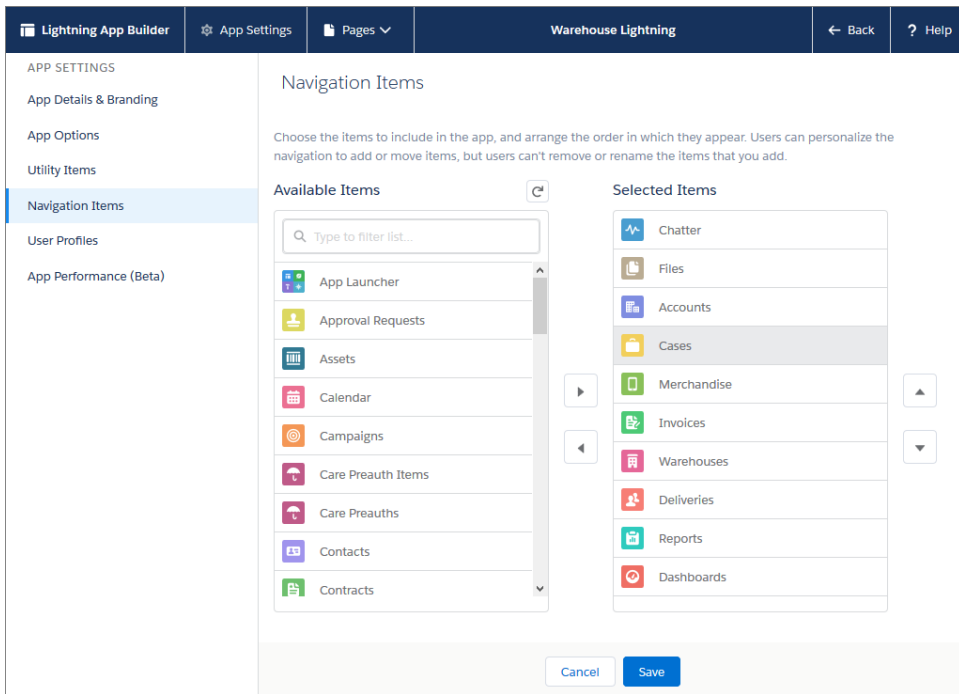 Lightning App Builder
App Settings
Pages
Warehouse Lightning
Back
? Help
APP SETTINGS
App Details & Branding
App Options
Utility Items
Navigation Items
User Profiles
App Performance (Beta)
Navigation Items
Choose the items to include in the app, and arrange the order in which they appear. Users can personalize the
navigation to add or move items, but users can't remove or rename the items that you add.
Available Items
Type to filter list...
App Launcher
Approval Requests
Assets
Calendar
Campaigns
Care Preauth Items
Care Preauths
Contacts
Contracts
Selected Items
Chatter
Files
Accounts
Cases
Merchandise
Invoices
Warehouses
Deliveries
Reports
Dashboards
Cancel
Save